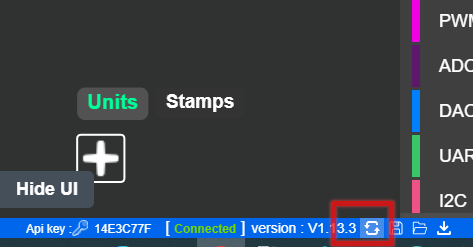 PWM
ADC
DAC
UAR
I2C
Units Stamps
Hide UI
Api key : 14E3C77F [ Connected ] version : V1.13.3